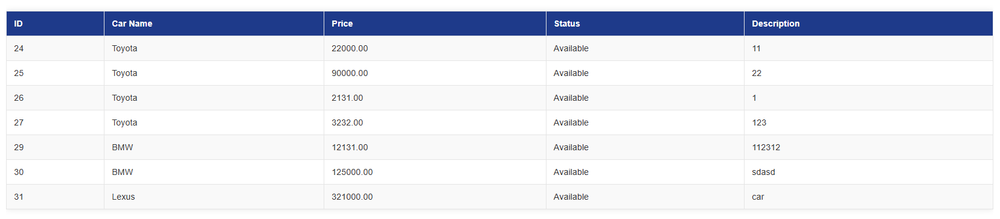 ID Car Name Price Status Description
24 Toyota 22000.00 Available 11
25 Toyota 90000.00 Available 22
26 Toyota 2131.00 Available 1
27 Toyota 3232.00 Available 123
29 BMW 12131.00 Available 112312
30 BMW 125000.00 Available sdasd
31 Lexus 321000.00 Available car